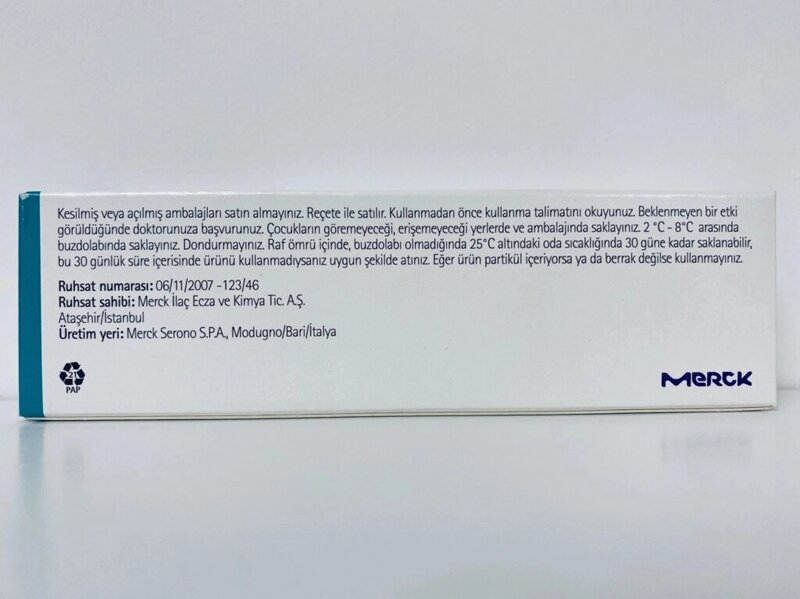 Kesilmiş veya açılmış ambalajları satın almayınız. Reçete ile satılır. Kullanmadan önce kullanma talimatını okuyunuz. Beklenmeyen bir etki
görüldüğünde doktorunuza başvurunuz. Çocukların göremeyeceği, erişemeyeceği yerlerde ve ambalajında saklayınız. 2 °C - 8°C arasında
buzdolabında saklayınız. Dondurmayınız. Raf ömrü içinde, buzdolabı olmadığında 25°C altındaki oda sıcaklığında 30 güne kadar saklanabilir,
bu 30 günlük süre içerisinde ürünü kullanmadıysanız uygun şekilde atınız. Eğer ürün partikül içeriyorsa ya da berrak değilse kullanmayınız.
Ruhsat numarası: 06/11/2007 -123/46
Ruhsat sahibi: Merck İlaç Ecza ve Kimya Tic. A.Ş.
Ataşehir/İstanbul
Üretim yeri: Merck Serono S.P.A., Modugno/Bari/İtalya
21
PAP
MERCK